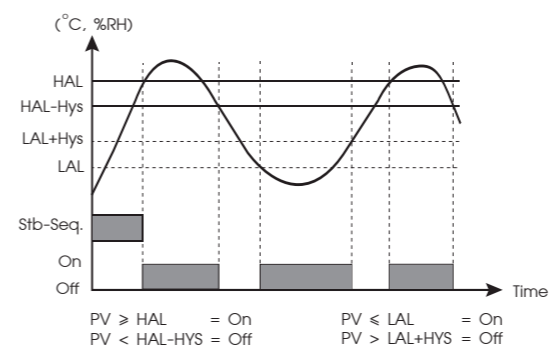 (°C, %RH)
HAL
HAL-Hys
LAL+Hys
LAL
Stb-Seq.
On
Off
Time
PV ⩾ HAL = On
PV < HAL-HYS = Off
PV ⩽ LAL = On
PV > LAL+HYS = Off